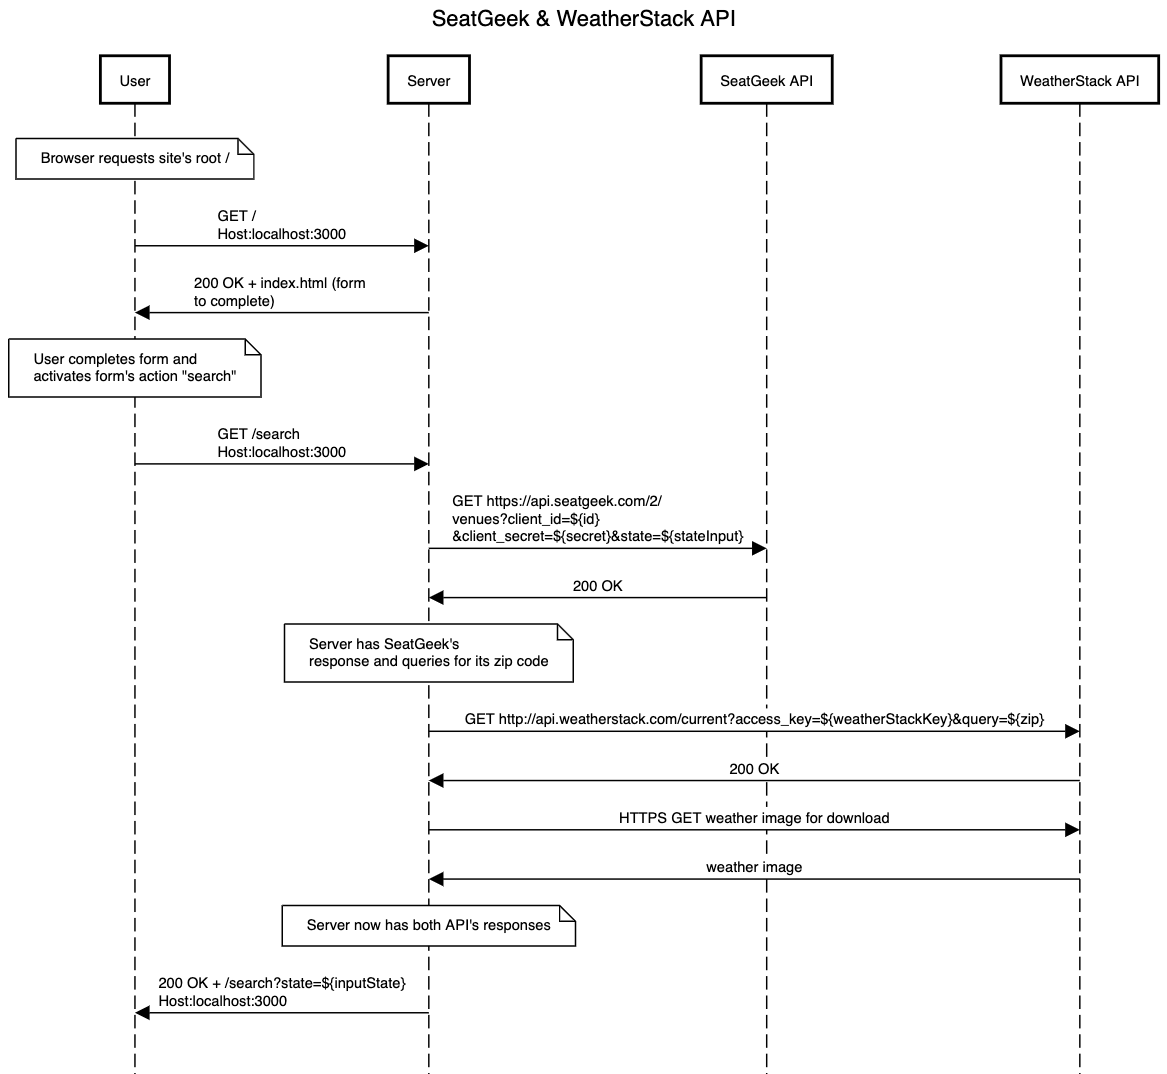 SeatGeek & WeatherStack API
User
Server
SeatGeek API
WeatherStack API
Browser requests site's root /
GET /
Host:localhost:3000
200 OK + index.html (form
to complete)
User completes form and
activates form's action "search"
GET /search
Host:localhost:3000
GET https://api.seatgeek.com/2/
venues?client_id=${id}
&client_secret=${secret}&state=${stateInput}
200 OK
Server has SeatGeek's
response and queries for its zip code
GET http://api.weatherstack.com/current?access_key=${weatherStackKey}&query=${zip}
200 OK
HTTPS GET weather image for download
weather image
Server now has both API's responses
200 OK + /search?state=${inputState}
Host:localhost:3000